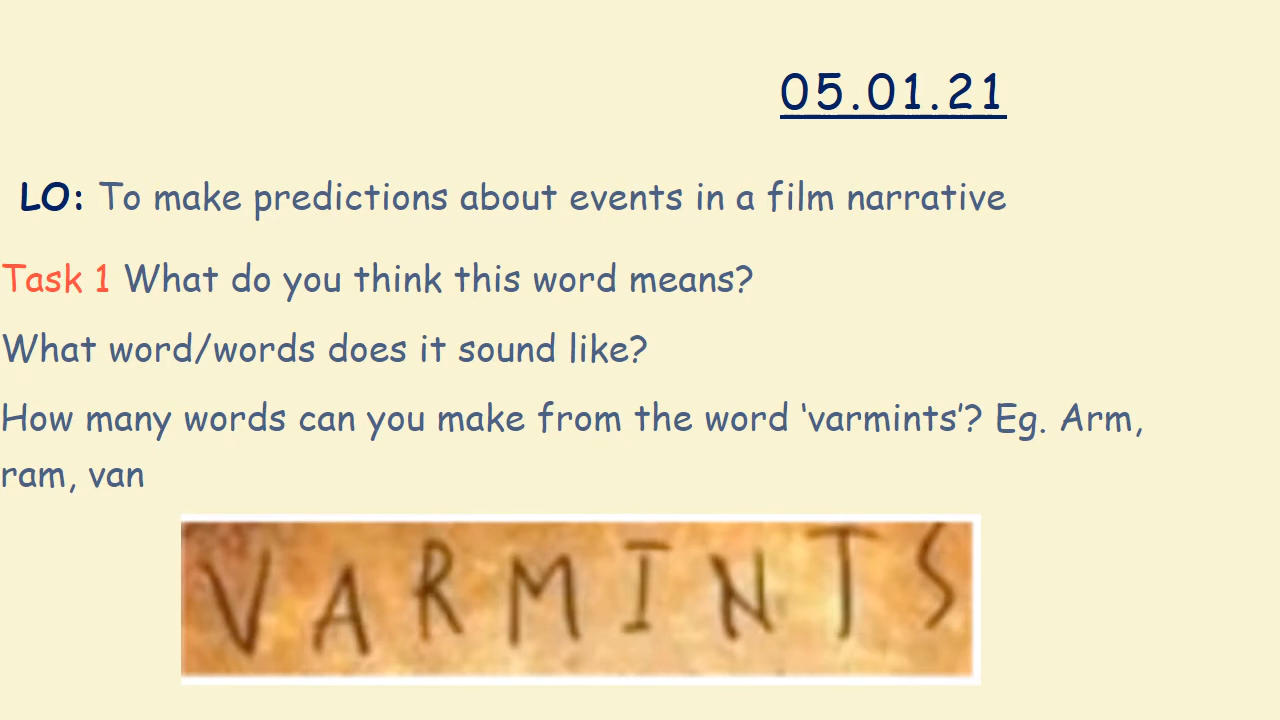 05.01.21
LO: To make predictions about events in a film narrative
Task 1 What do you think this word means?
What word/words does it sound like?
How many words can you make from the word ‘varmints’? Eg. Arm,
ram, van
VARMINTS